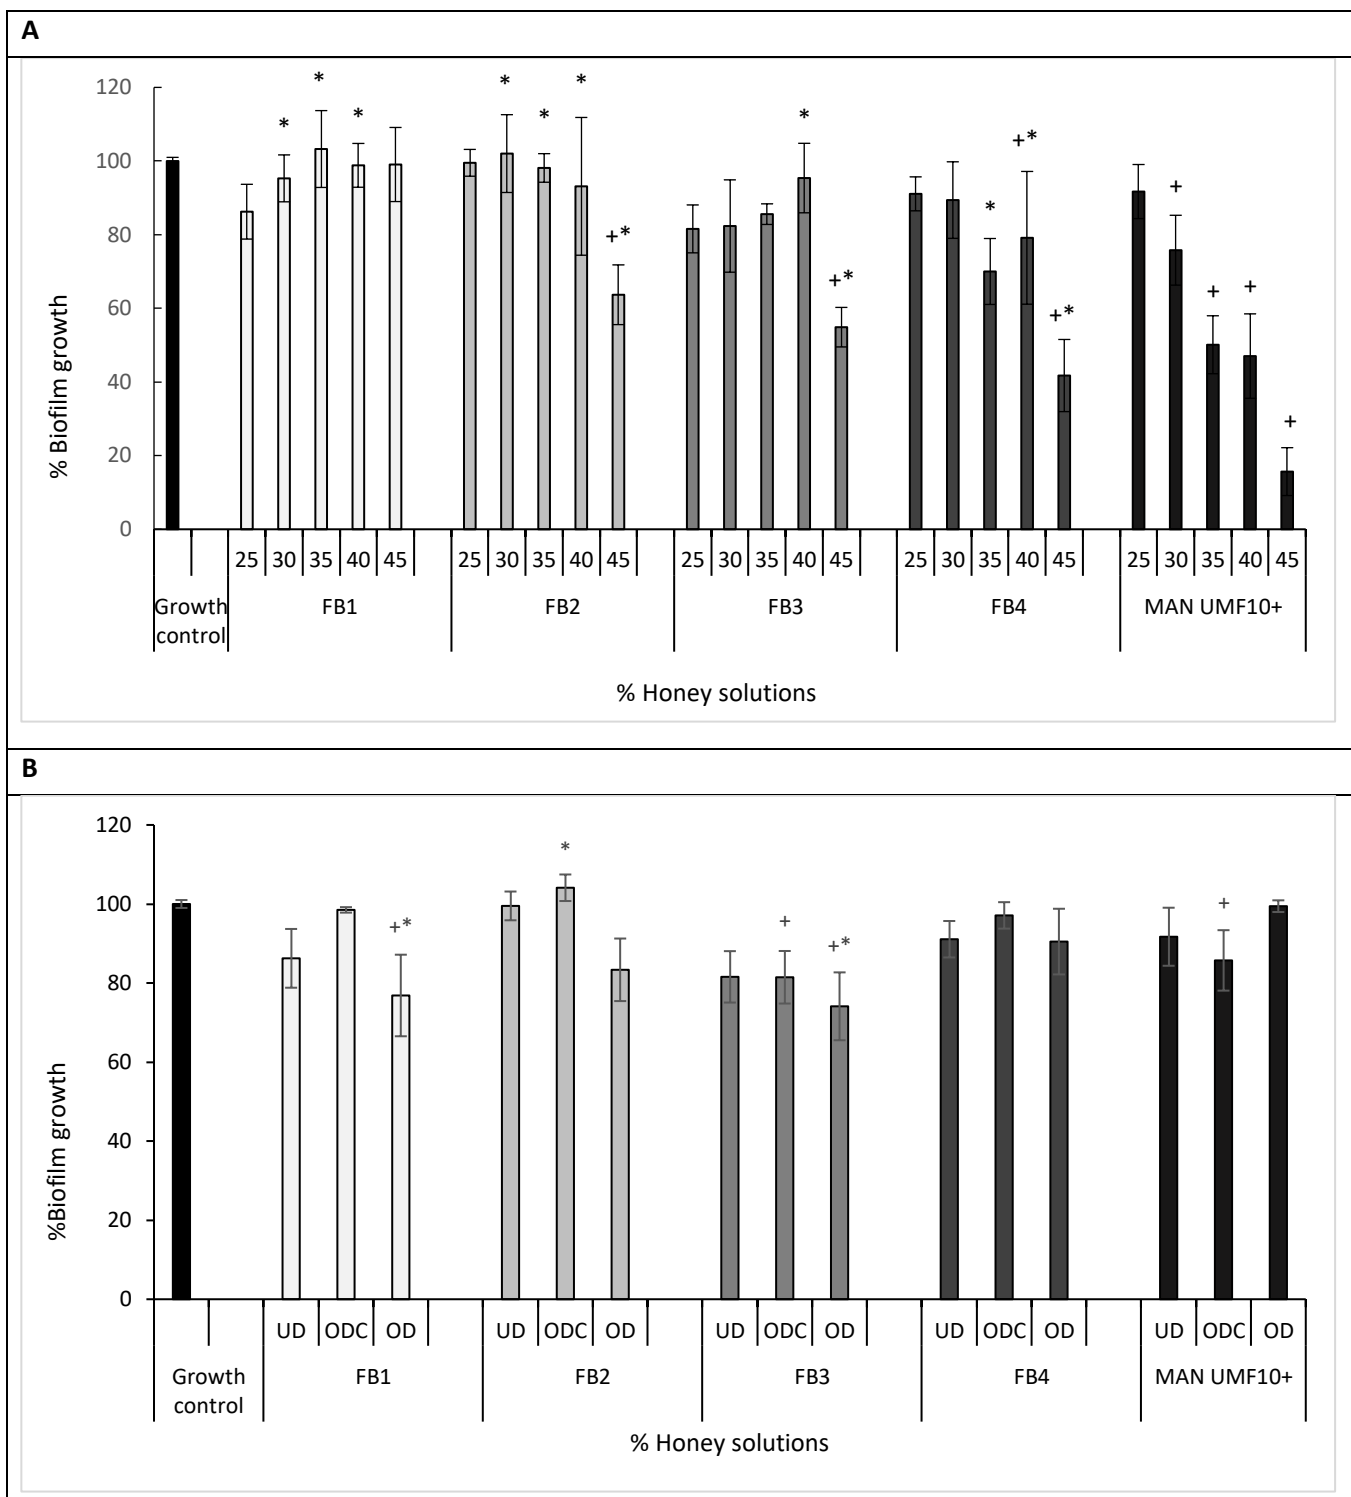 A
* * * * * * * * +* +* * +* +* + + + +
120
100
80
60
40
20
0
% Biofilm growth
25 30 35 40 45 25 30 35 40 45 25 30 35 40 45 25 30 35 40 45 25 30 35 40 45
Growth control FB1 FB2 FB3 FB4 MAN UMF10+
% Honey solutions
B
+* * + +* +
120
100
80
60
40
20
0
%Biofilm growth
UD ODC OD UD ODC OD UD ODC OD UD ODC OD UD ODC OD
Growth control FB1 FB2 FB3 FB4 MAN UMF10+
% Honey solutions